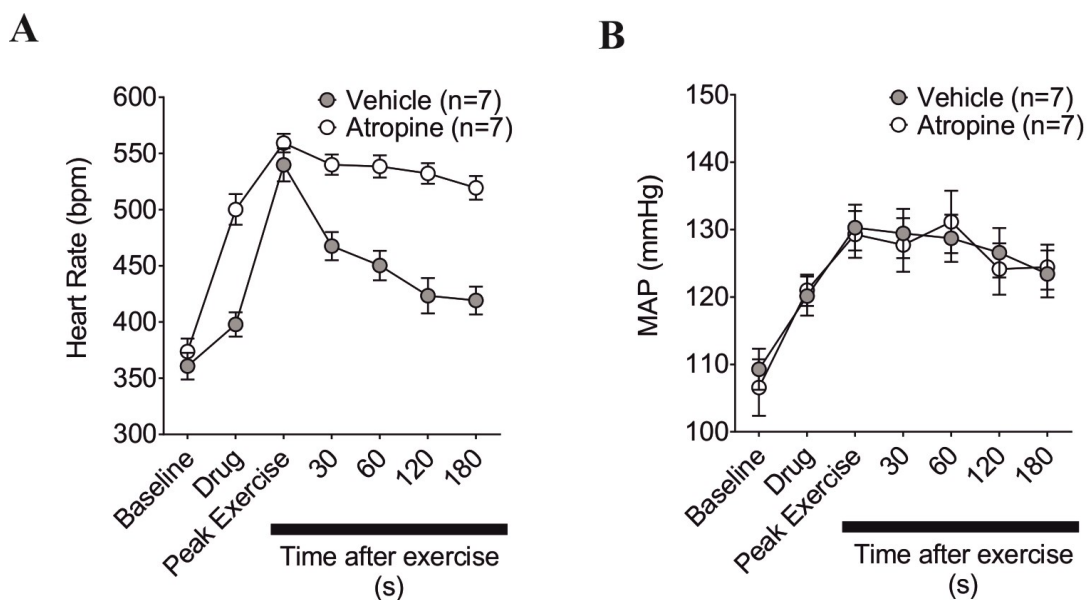 A
Heart Rate (bpm)
600
550
500
450
400
350
300
Vehicle (n=7)
Atropine (n=7)
Baseline
Drug
Peak Exercise
30
60
120
180
Time after exercise
(s)
B
MAP (mmHg)
150
140
130
120
110
100
Vehicle (n=7)
Atropine (n=7)
Baseline
Drug
Peak Exercise
30
60
120
180
Time after exercise
(s)